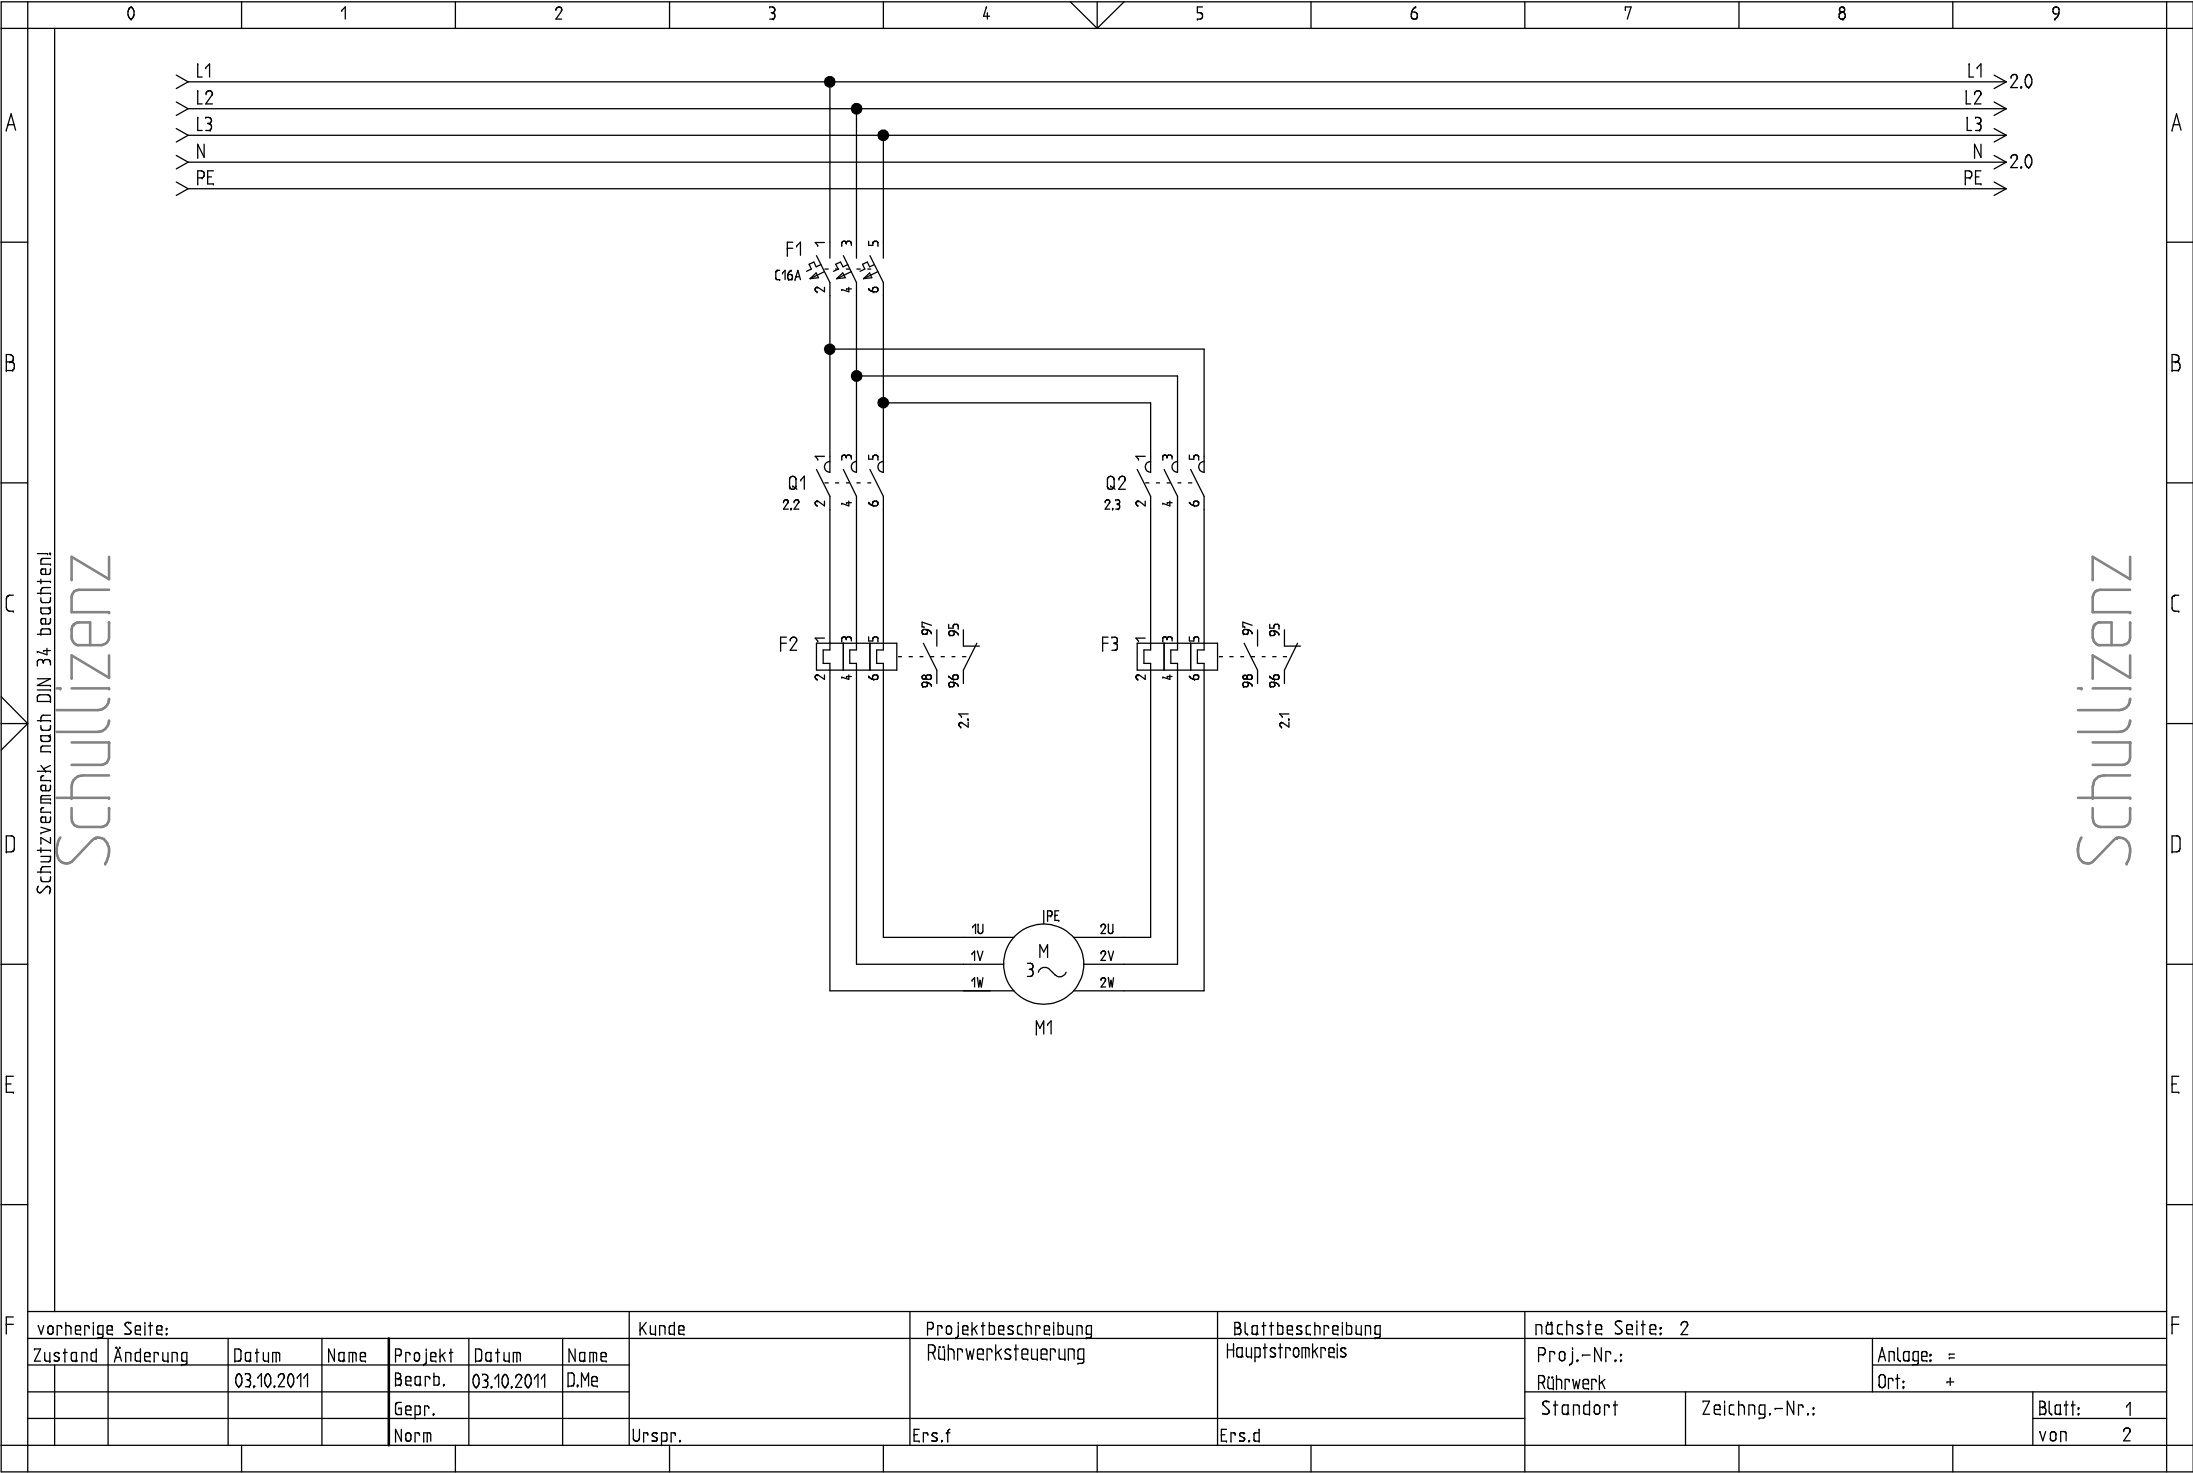 0 1 2 3 4 5 6 7 8 9
L1 L1 2.0
L2 L2
A L3 L3 A
N N 2.0
PE PE
F1 1 3 5
C16A 2 4 6
B B
Q1 1 3 5 Q2 1 3 5
2.2 2 4 6 2.3 2 4 6
C C
F2 1 3 5 97 95 F3 1 3 5 97 95
2 4 6 98 96 2 4 6 98 96
2.1 2.1
Schutzvermerk nach DIN 34 beachten!
Schullizenz Schullizenz
D D
PE
1U 2U
1V M 2V
3
1W 2W
M1
E E
F F
vorherige Seite: Kunde Projektbeschreibung Blattbeschreibung nächste Seite: 2
Zustand Änderung Datum Name Projekt Datum Name Rührwerksteuerung Hauptstromkreis Proj.-Nr.: Anlage: =
03.10.2011 Bearb. 03.10.2011 D.Me Rührwerk Ort: +
Gepr. Standort Zeichng.-Nr.: Blatt: 1
Norm Urspr. Ers.f Ers.d von 2